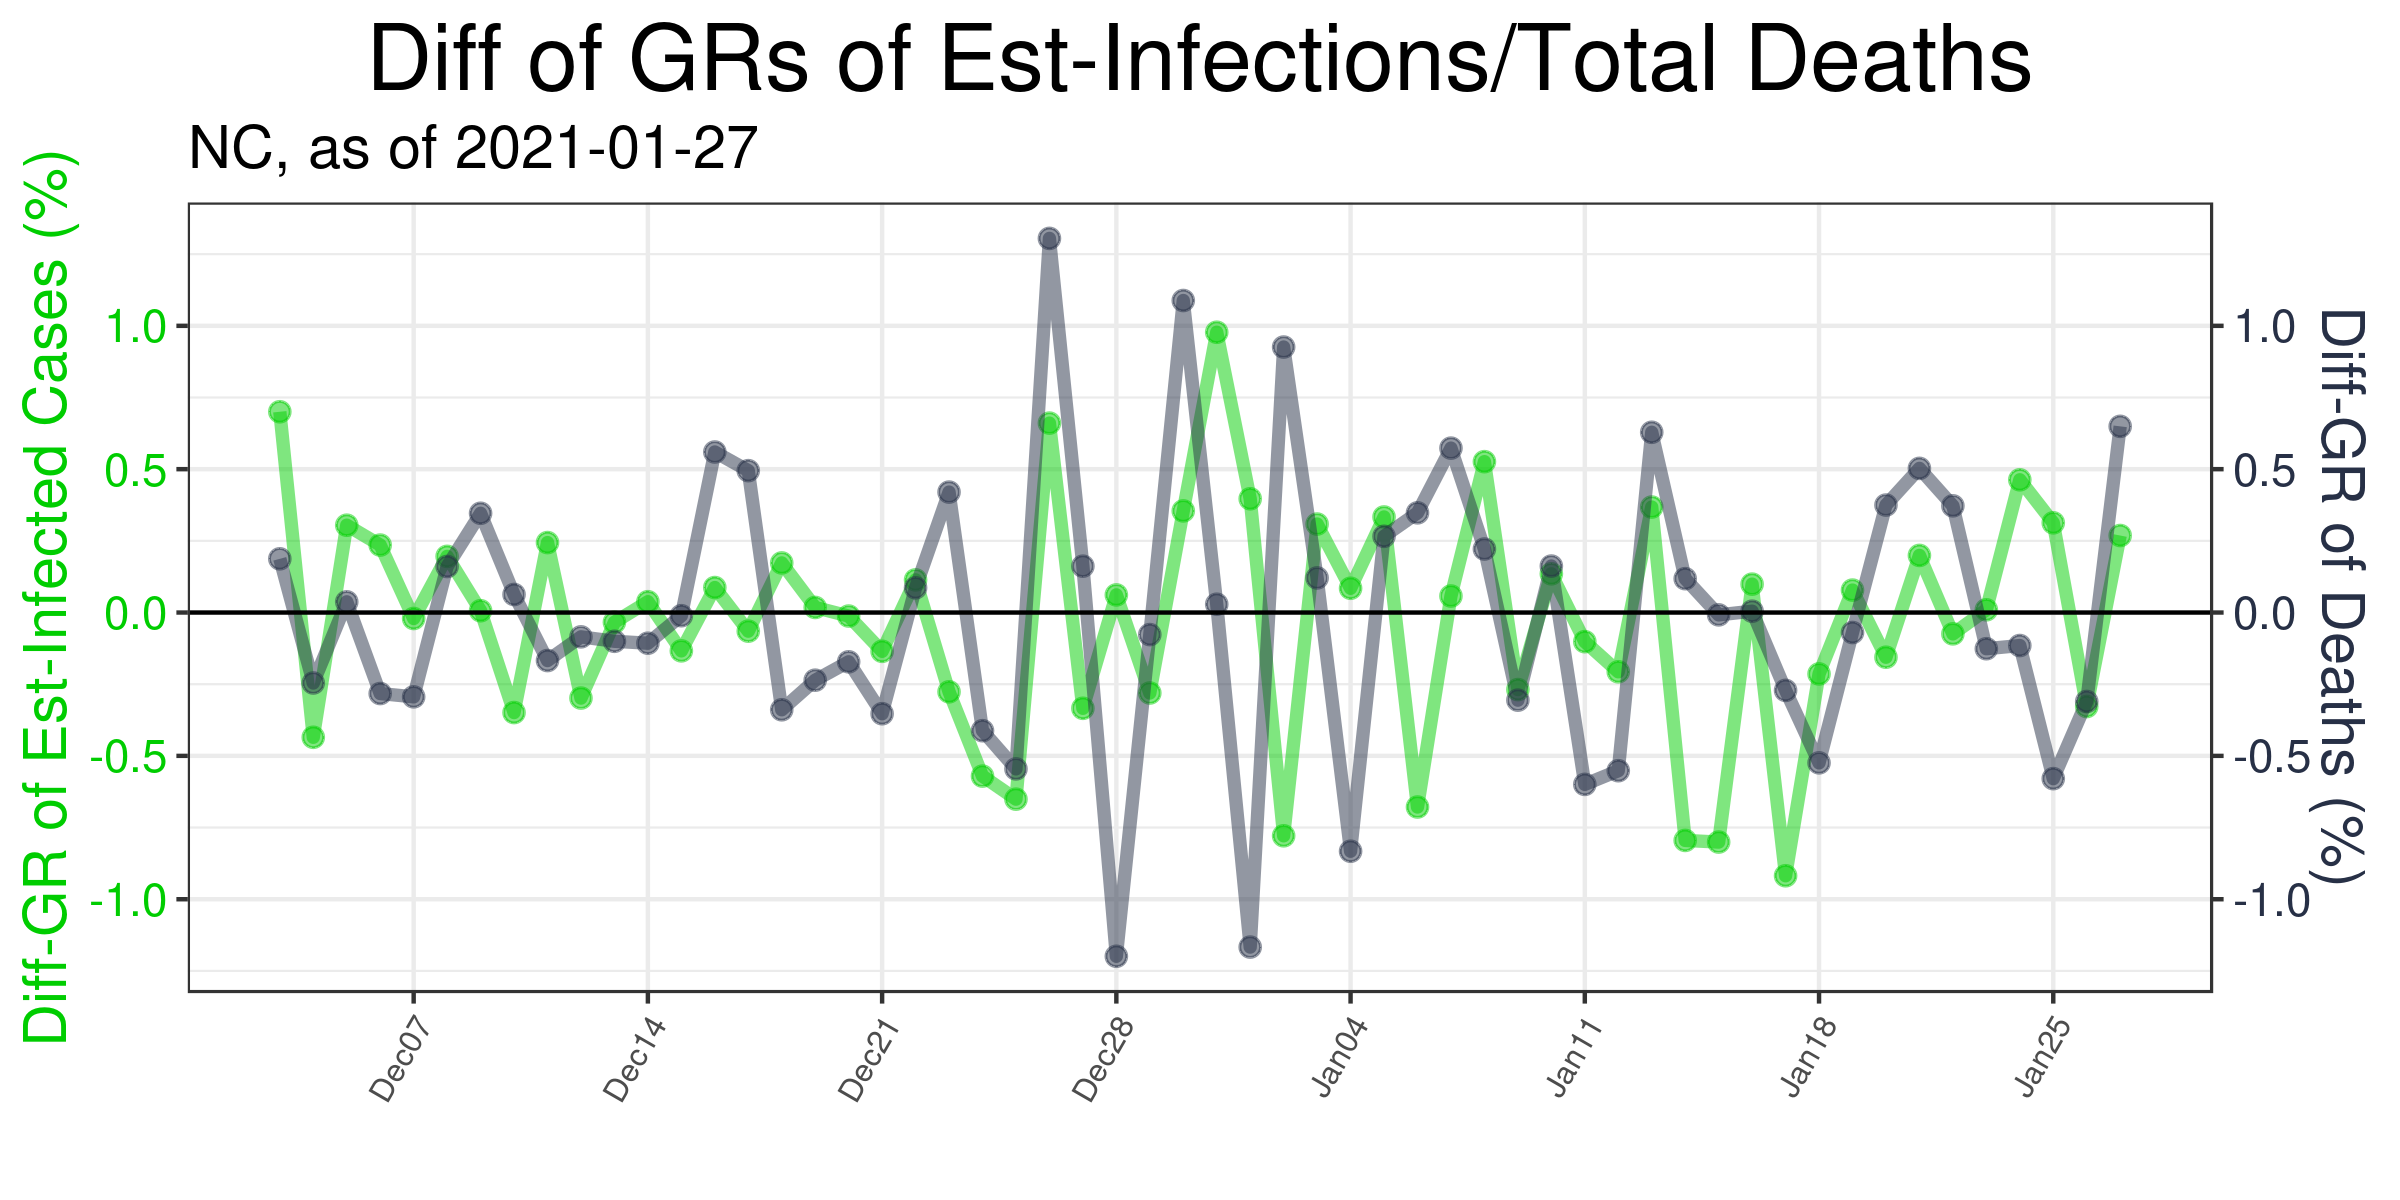 Diff of GRs of Est-Infections/Total Deaths
NC, as of 2021-01-27
Diff-GR of Est-Infected Cases (%)
1.0
0.5
0.0
-0.5
-1.0
1.0
0.5
0.0
-0.5
-1.0
Diff-GR of Deaths (%)
Dec07
Dec14
Dec21
Dec28
Jan04
Jan11
Jan18
Jan25